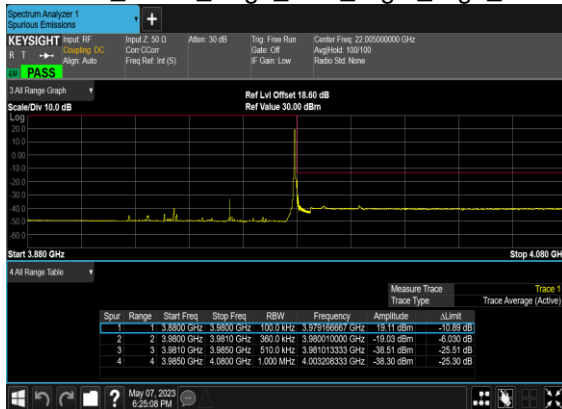 Spectrum Analyzer 1
Spurious Emissions
+
KEYSIGHT Input: RF Input Z: 50 Ω Atten: 30 dB Trig: Free Run Center Freq: 22.005000000 GHz
R T Coupling: DC Corr CCorr Gate: Off Avg|Hold: 100/100
Align: Auto Freq Ref: Int (S) IF Gain: Low Radio Std: None
PASS
3 All Range Graph
Ref Lvl Offset 18.60 dB
Scale/Div 10.0 dB Ref Value 30.00 dBm
Log
20.0
10.0
0.00
-10.0
-20.0
-30.0
-40.0
-50.0
-60.0
Start 3.880 GHz Stop 4.080 GHz
4 All Range Table
Measure Trace Trace 1
Trace Type Trace Average (Active)
Spur Range Start Freq Stop Freq RBW Frequency Amplitude ΔLimit
1 1 3.8800 GHz 3.9800 GHz 100.0 kHz 3.979166667 GHz 19.11 dBm -10.89 dB
2 2 3.9800 GHz 3.9810 GHz 360.0 kHz 3.980010000 GHz -19.03 dBm -6.030 dB
3 3 3.9810 GHz 3.9850 GHz 510.0 kHz 3.981013333 GHz -38.51 dBm -25.51 dB
4 4 3.9850 GHz 4.0800 GHz 1.000 MHz 4.003208333 GHz -38.30 dBm -25.30 dB
? May 07, 2023
6:25:08 PM